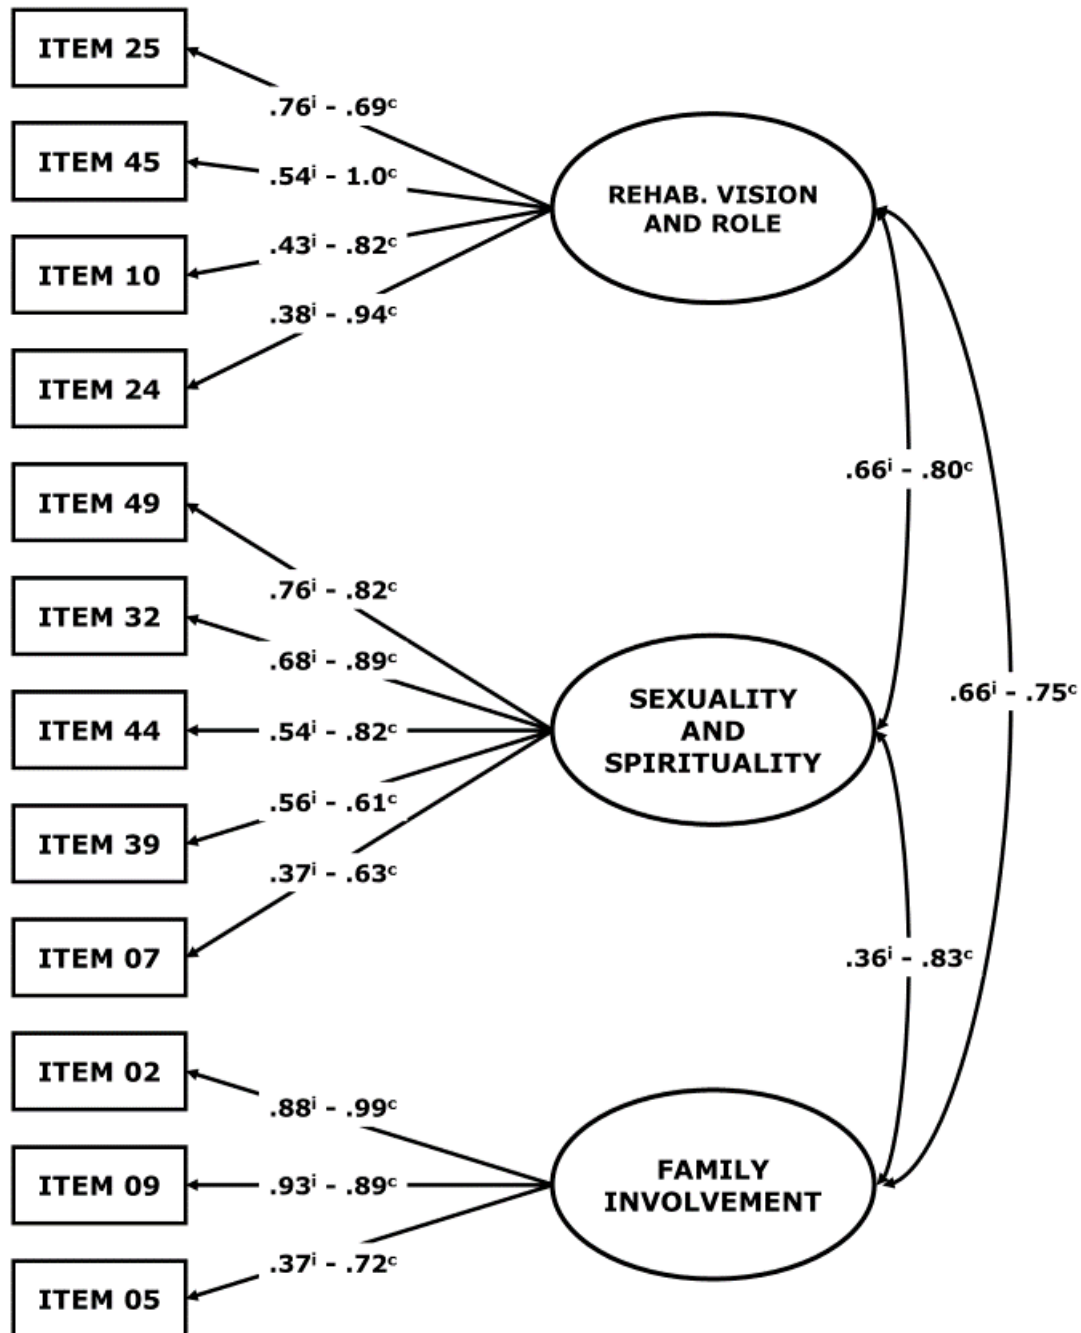 ITEM 25
.76ⁱ - .69ᶜ
ITEM 45
.54ⁱ - 1.0ᶜ
ITEM 10
.43ⁱ - .82ᶜ
ITEM 24
.38ⁱ - .94ᶜ
REHAB. VISION
AND ROLE
ITEM 49
.76ⁱ - .82ᶜ
ITEM 32
.68ⁱ - .89ᶜ
ITEM 44
.54ⁱ - .82ᶜ
ITEM 39
.56ⁱ - .61ᶜ
ITEM 07
.37ⁱ - .63ᶜ
SEXUALITY
AND
SPIRITUALITY
ITEM 02
.88ⁱ - .99ᶜ
ITEM 09
.93ⁱ - .89ᶜ
ITEM 05
.37ⁱ - .72ᶜ
FAMILY
INVOLVEMENT
.66ⁱ - .80ᶜ
.66ⁱ - .75ᶜ
.36ⁱ - .83ᶜ